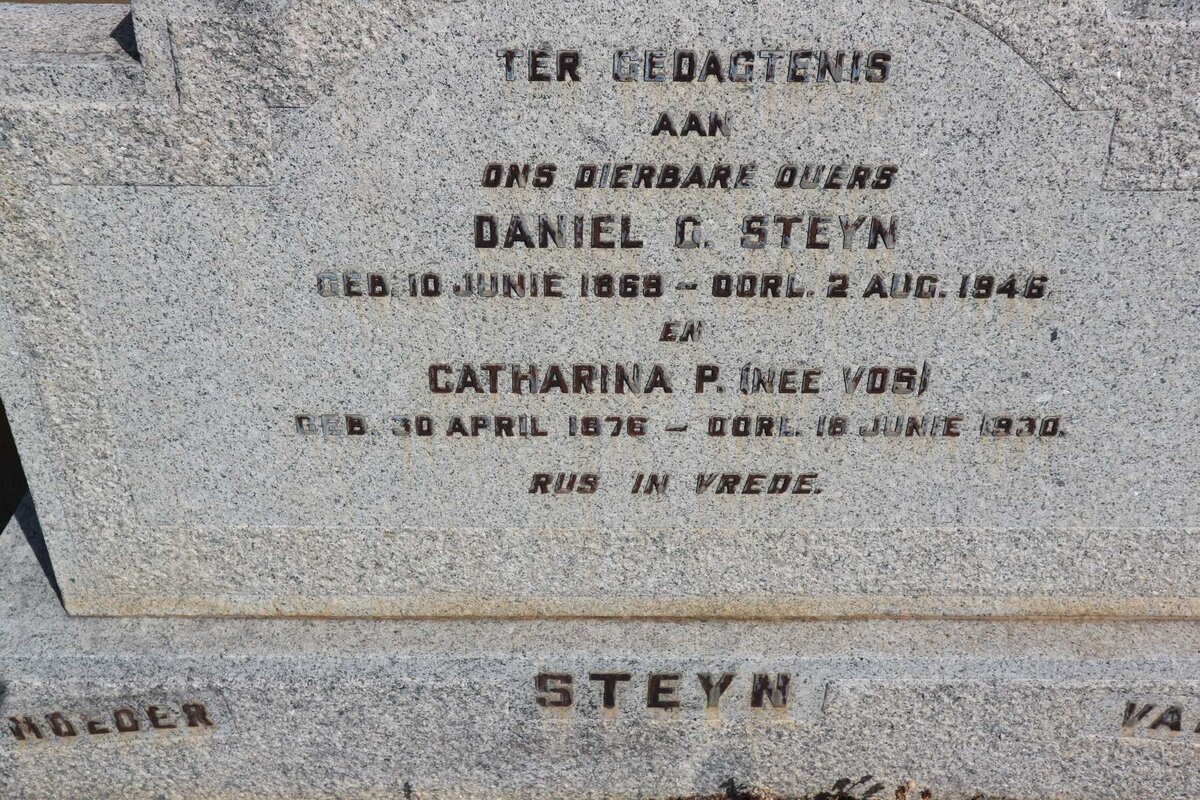 TER GEDAGTENIS
AAN
ONS DIERBARE OUERS
DANIEL G. STEYN
GEB. 10 JUNIE 1869 - OORL. 2 AUG. 1946.
EN
CATHARINA P. (NEE VOS)
GEB. 30 APRIL 1876 - OORL. 18 JUNIE 1930.
RUS IN VREDE.
STEYN
MOEDER
VA